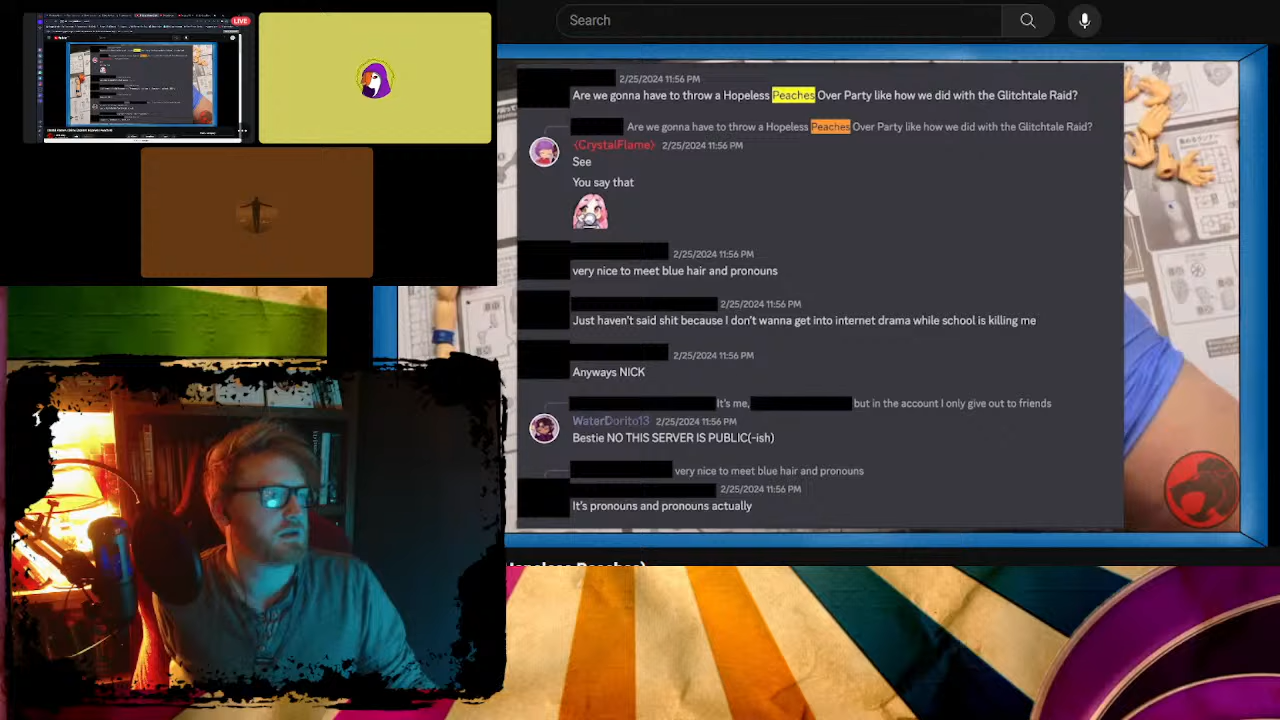 LIVE
Search
2/25/2024 11:56 PM
Are we gonna have to throw a Hopeless Peaches Over Party like how we did with the Glitchtale Raid?
Are we gonna have to throw a Hopeless Peaches Over Party like how we did with the Glitchtale Raid?
{CrystalFlame} 2/25/2024 11:56 PM
See
You say that
2/25/2024 11:56 PM
very nice to meet blue hair and pronouns
2/25/2024 11:56 PM
Just haven't said shit because I don't wanna get into internet drama while school is killing me
2/25/2024 11:56 PM
Anyways NICK
It's me, but in the account I only give out to friends
WaterDorito13 2/25/2024 11:56 PM
Bestie NO THIS SERVER IS PUBLIC(-ish)
very nice to meet blue hair and pronouns
2/25/2024 11:56 PM
It's pronouns and pronouns actually